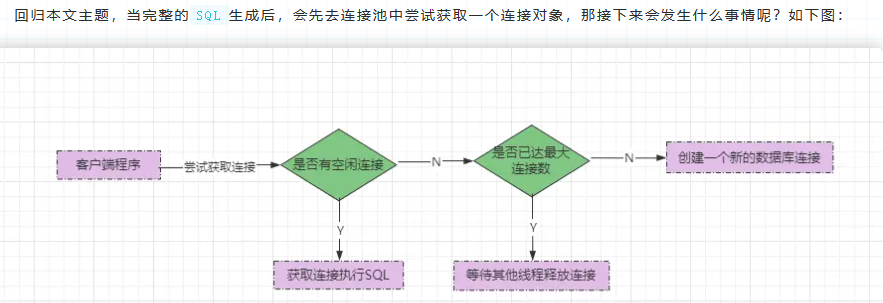 回归本文主题，当完整的 SQL 生成后，会先去连接池中尝试获取一个连接对象，那接下来会发生什么事情呢？如下图：
客户端程序
尝试获取连接
是否有空闲连接
N
是否已达最大
连接数
N
创建一个新的数据库连接
Y
Y
获取连接执行SQL
等待其他线程释放连接